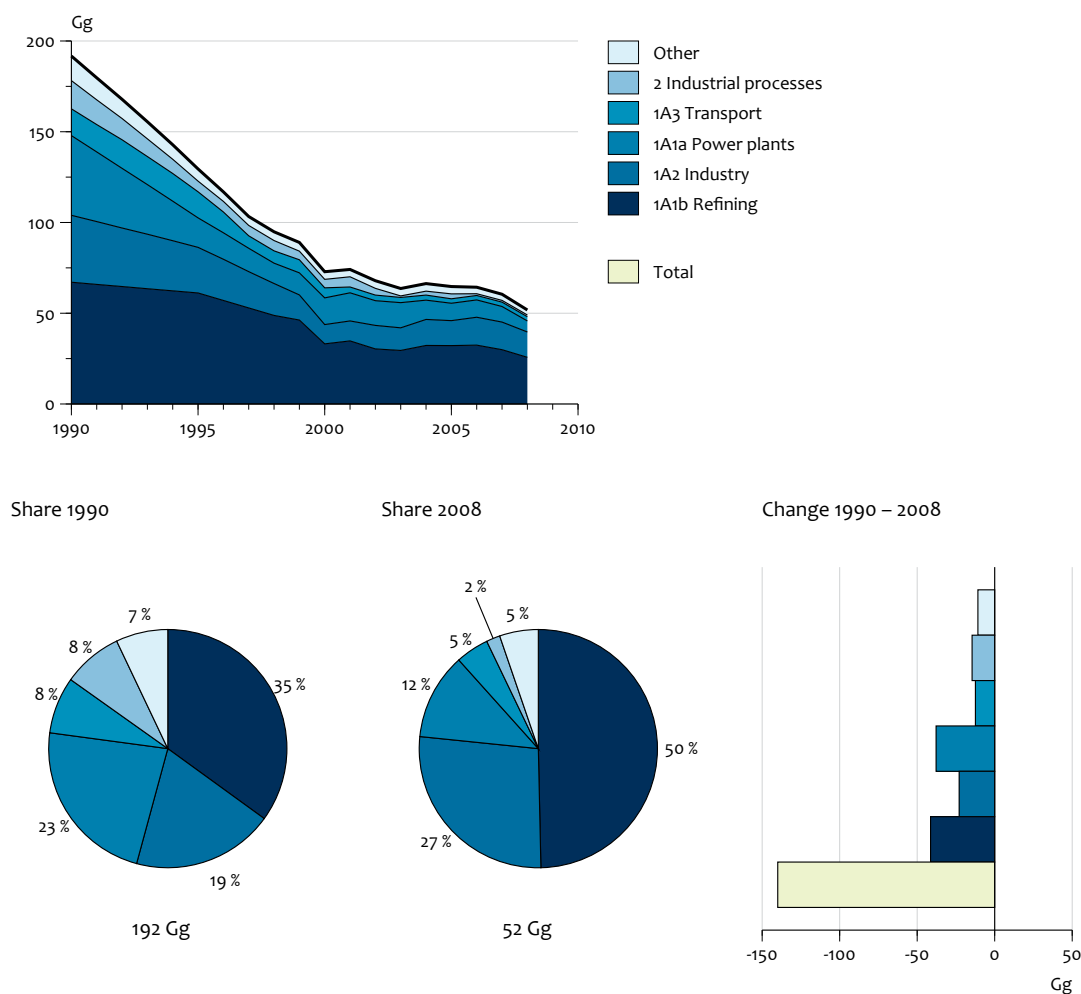 Gg
200
150
100
50
0
1990
1995
2000
2005
2010
Other
2 Industrial processes
1A3 Transport
1A1a Power plants
1A2 Industry
1A1b Refining
Total
Share 1990
7 %
8 %
8 %
35 %
23 %
19 %
192 Gg
Share 2008
2 %
5 %
5 %
12 %
50 %
27 %
52 Gg
Change 1990 – 2008
-150
-100
-50
0
50
Gg